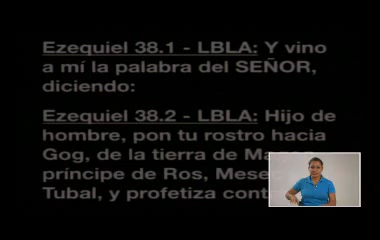 Ezequiel 38.1 - LBLA: Y vino
a mí la palabra del SEÑOR,
diciendo:
Ezequiel 38.2 - LBLA: Hijo de
hombre, pon tu rostro hacia
Gog, de la tierra de
príncipe de Ros,
Tubal, y profetiza